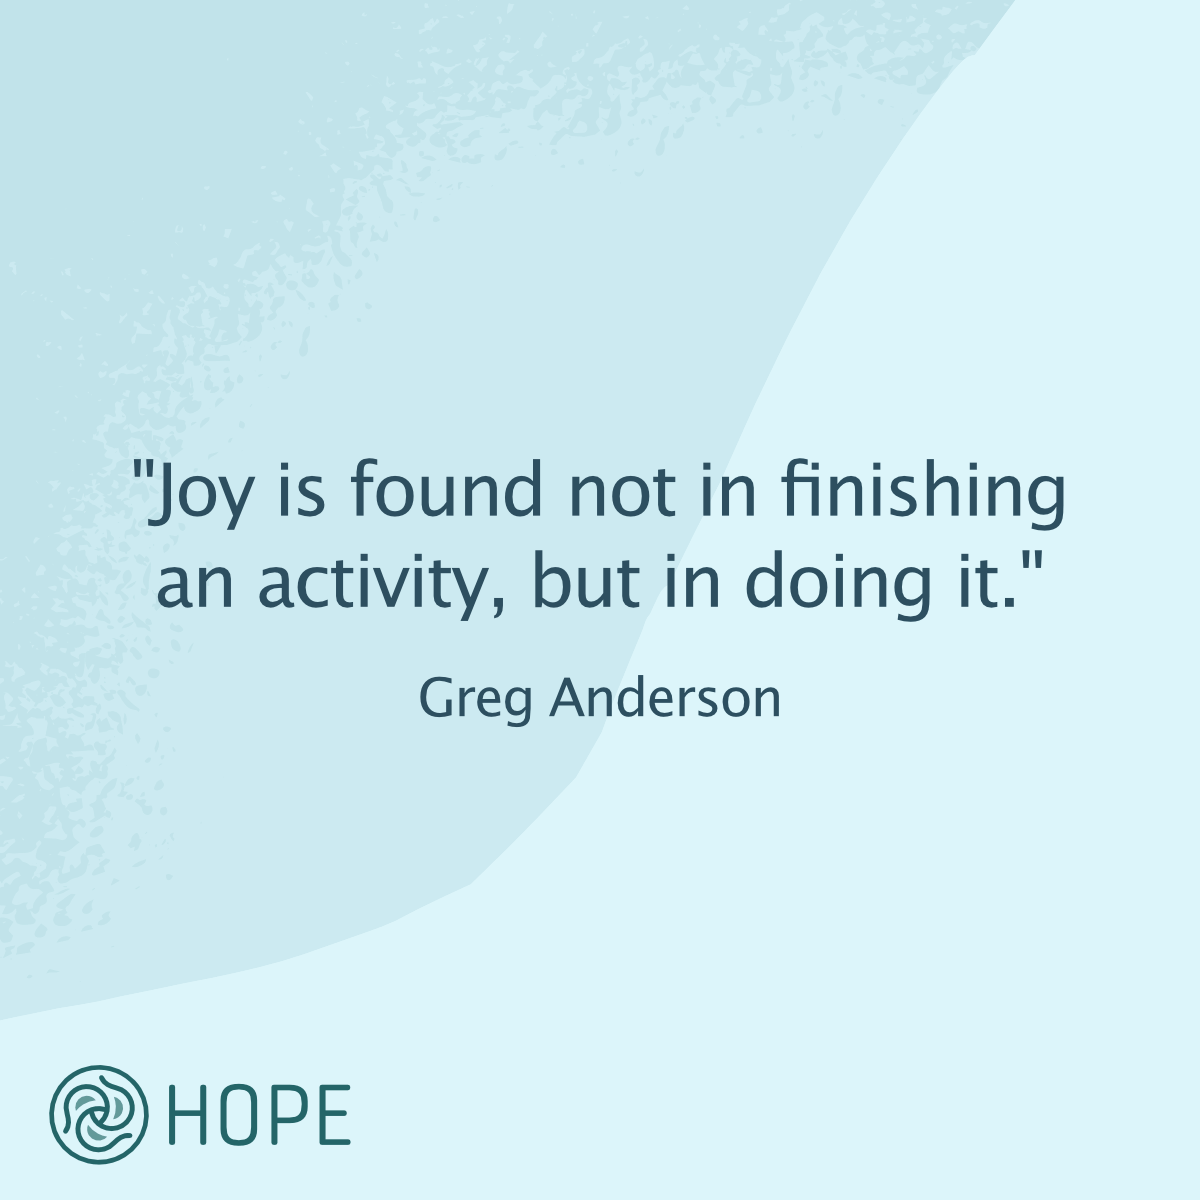 "Joy is found not in finishing
an activity, but in doing it."
Greg Anderson
HOPE